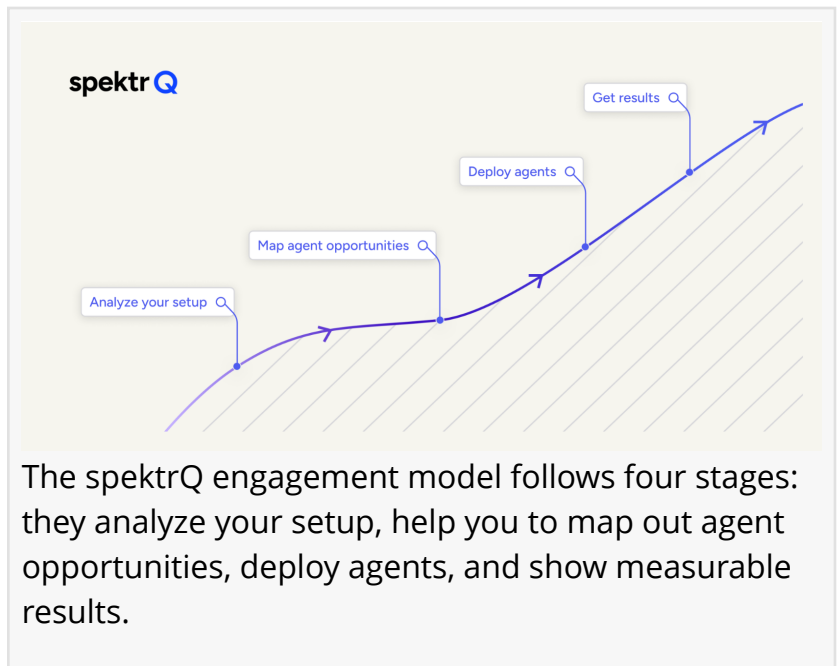 spektrQ
Get results
Deploy agents
Map agent opportunities
Analyze your setup
The spektrQ engagement model follows four stages:
they analyze your setup, help you to map out agent
opportunities, deploy agents, and show measurable
results.